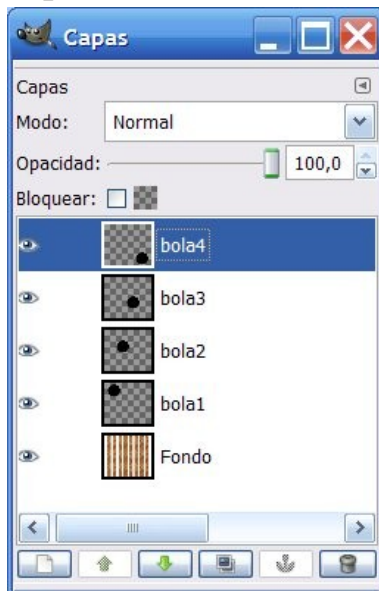 Capas
Capas
Modo: Normal
Opacidad: 100,0
Bloquear:
bola4
bola3
bola2
bola1
Fondo